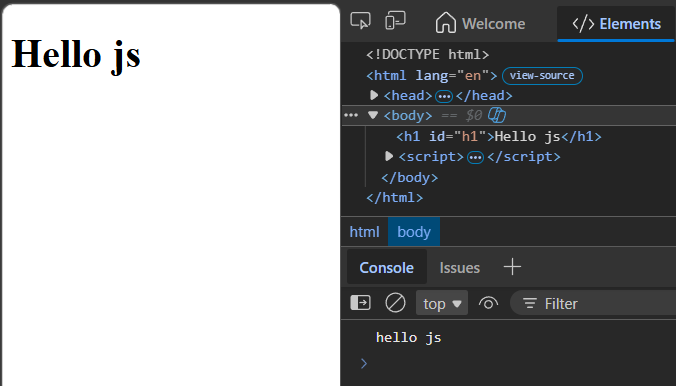 Hello js
Welcome
</> Elements
<!DOCTYPE html>
<html lang="en"> view-source
<head> ••• </head>
••• <body> == $0
<h1 id="h1">Hello js</h1>
<script> ••• </script>
</body>
</html>
html body
Console Issues +
top Filter
hello js
>